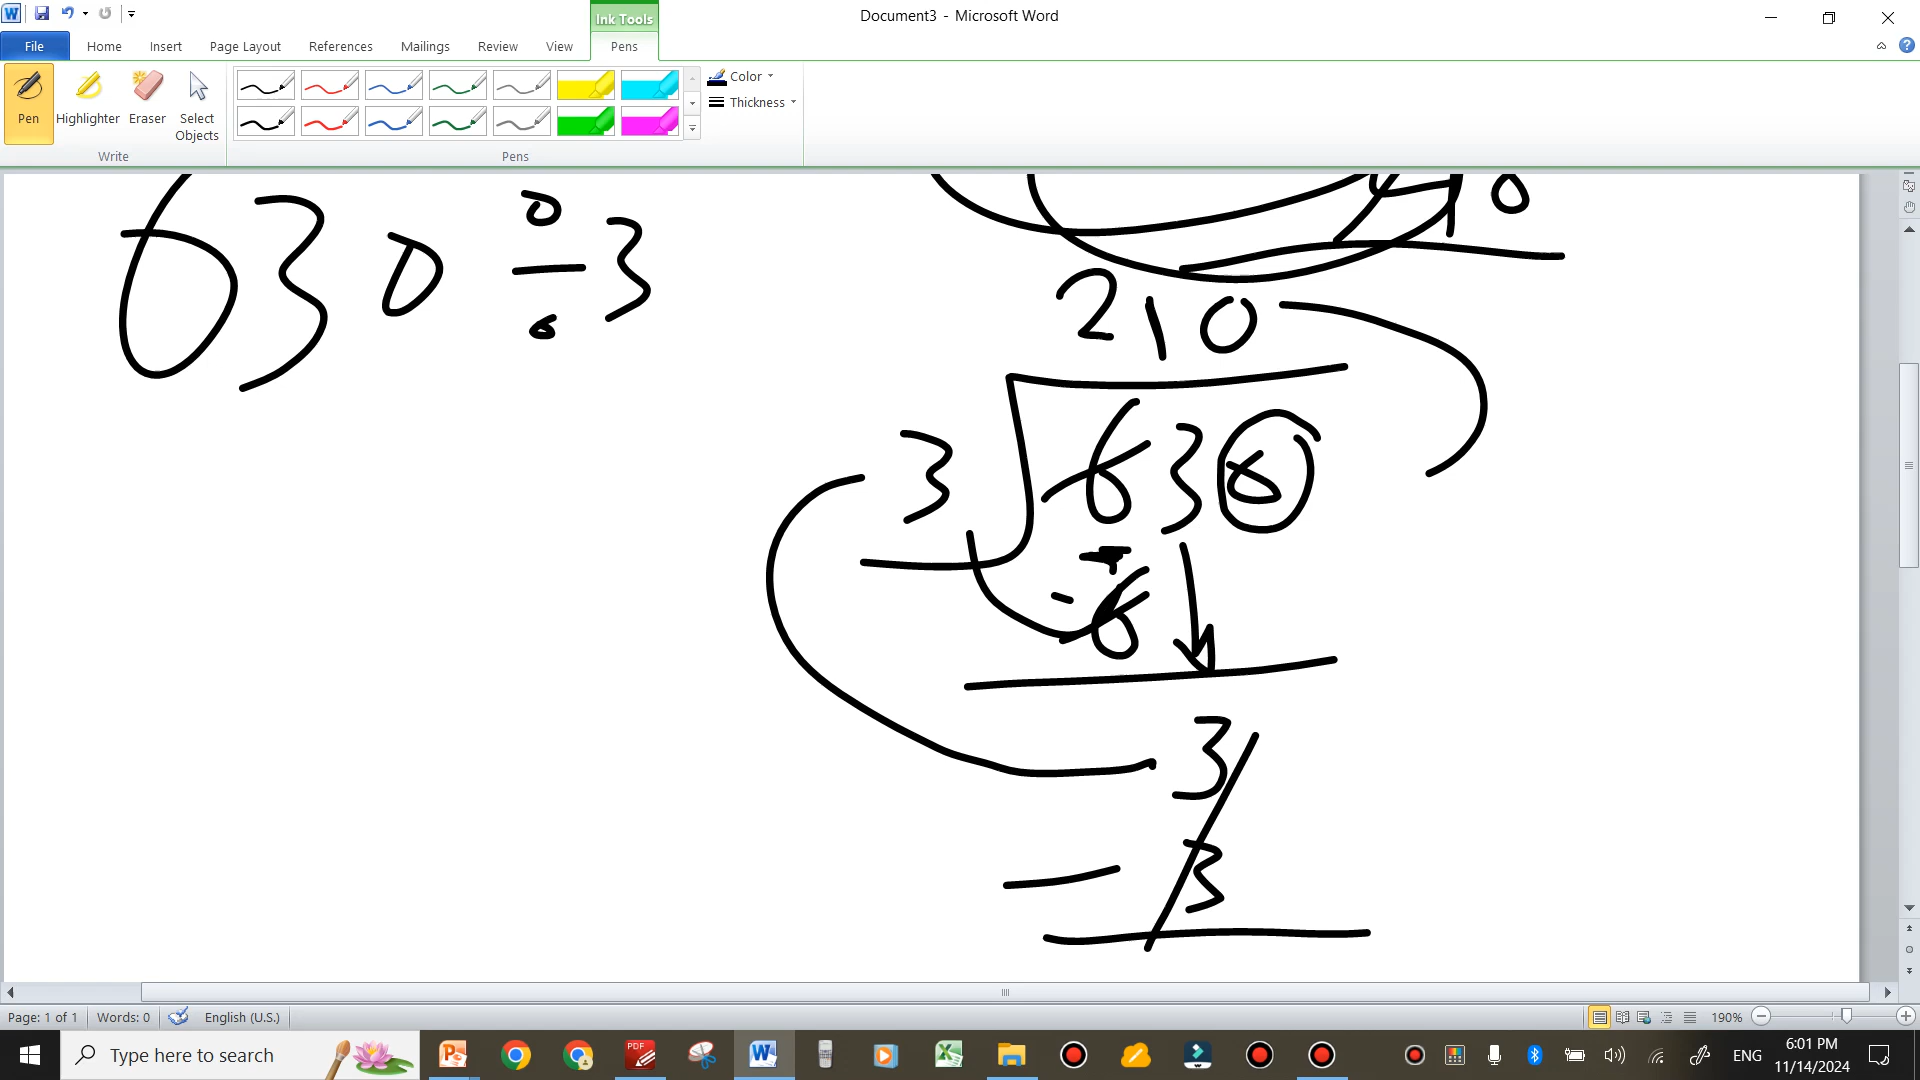 Document3 - Microsoft Word
Ink Tools
File Home Insert Page Layout References Mailings Review View Pens
Pen Highlighter Eraser Select Objects
Color
Thickness
Write Pens
0
630 ÷ 3
210
3 630
- 6
3
- 3
Page: 1 of 1 Words: 0 English (U.S.) 190%
Type here to search
ENG 6:01 PM
11/14/2024